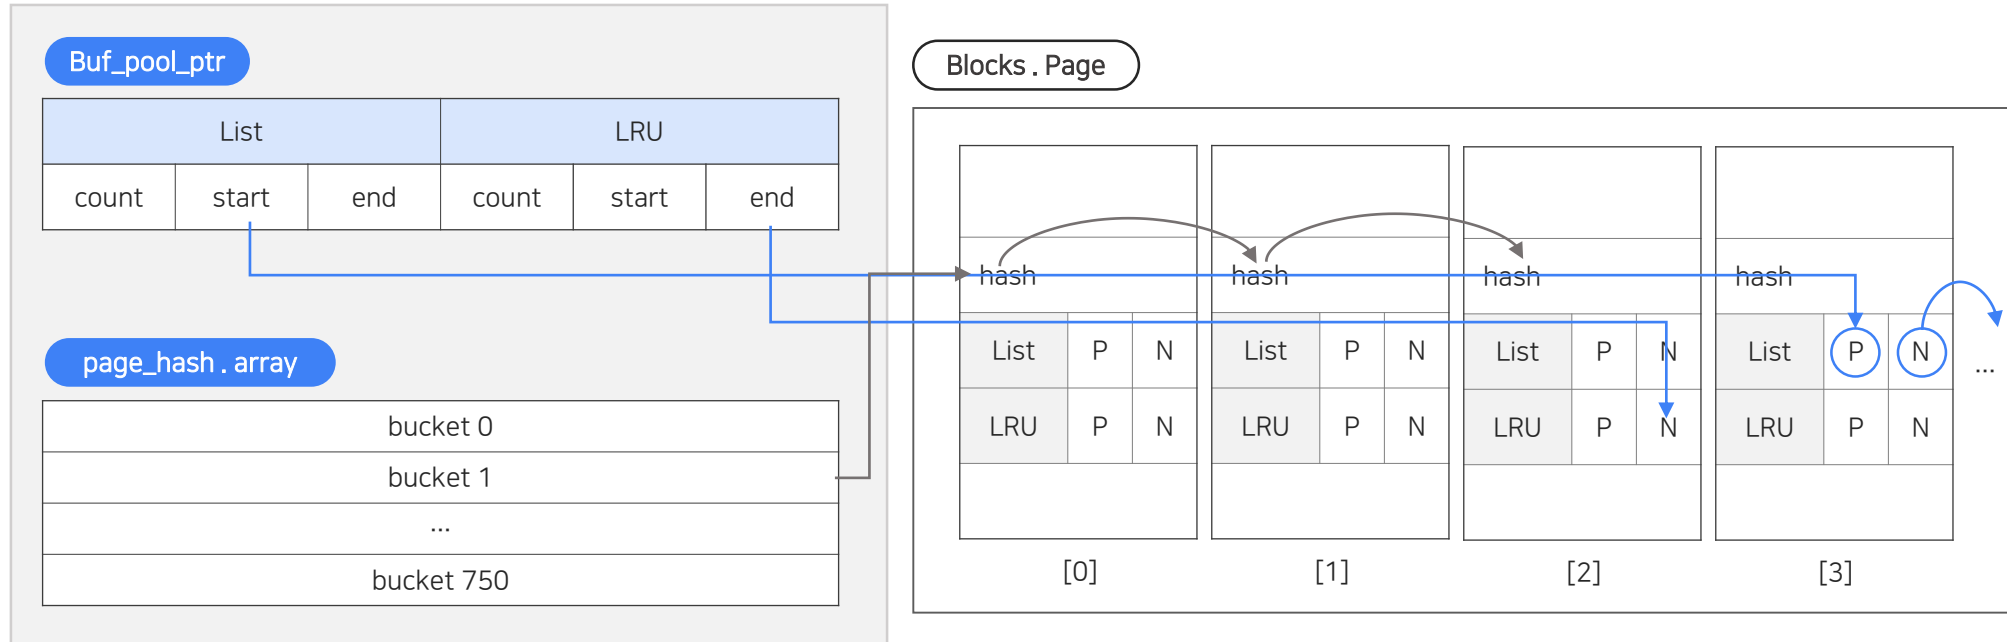 Buf_pool_ptr
List LRU
count start end count start end
page_hash . array
bucket 0
bucket 1
...
bucket 750
Blocks . Page
hash hash hash hash
List P N List P N List P N List P N
...
LRU P N LRU P N LRU P N LRU P N
[0] [1] [2] [3]